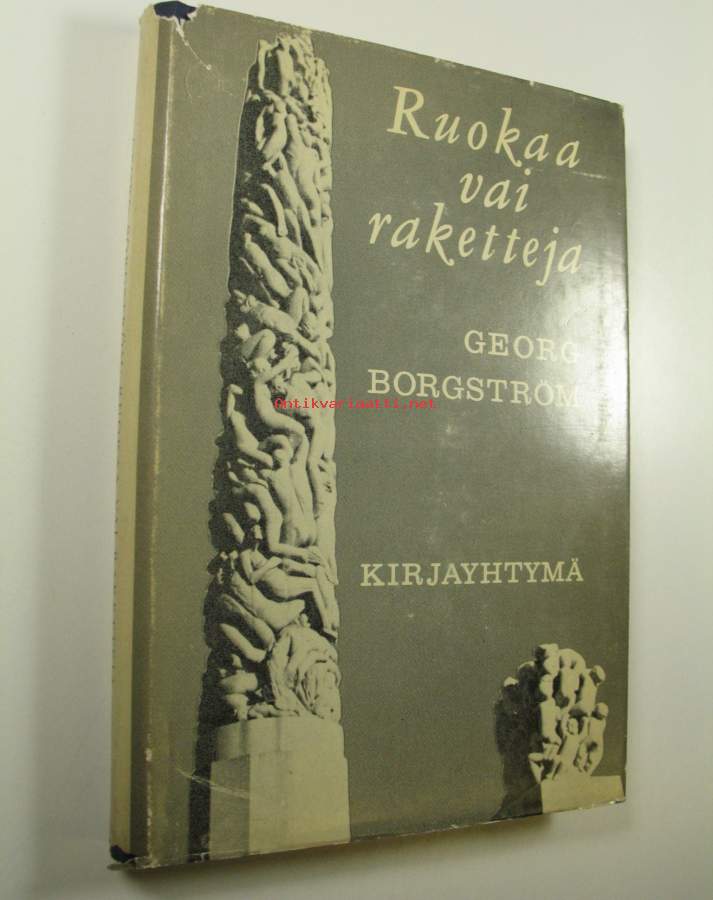 Ruokaa
vai
raketteja
GEORG
BORGSTRÖM
Antikvariaatti.net
KIRJAYHTYMÄ